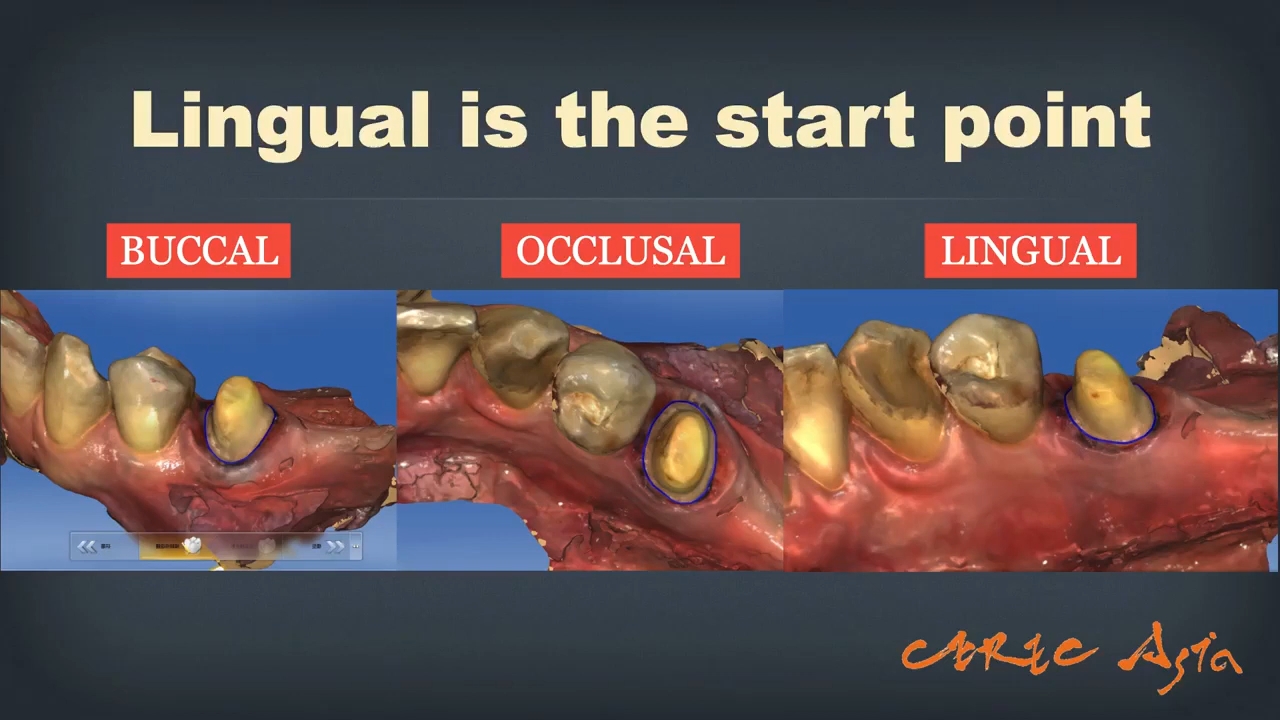 Lingual is the start point
BUCCAL
OCCLUSAL
LINGUAL
CEREC Asia